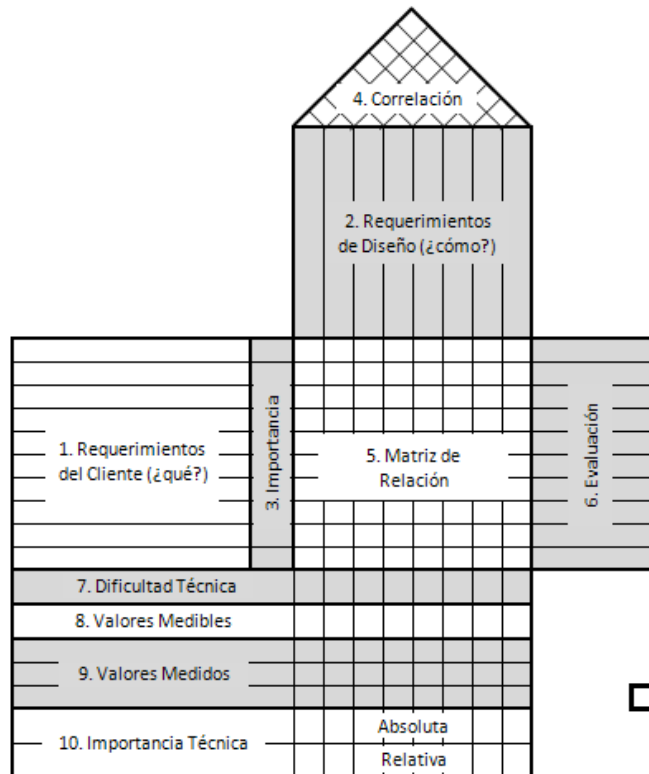 4. Correlación
2. Requerimientos
de Diseño (¿cómo?)
1. Requerimientos
del Cliente (¿qué?)
3. Importancia
5. Matriz de
Relación
6. Evaluación
7. Dificultad Técnica
8. Valores Medibles
9. Valores Medidos
10. Importancia Técnica
Absoluta
Relativa